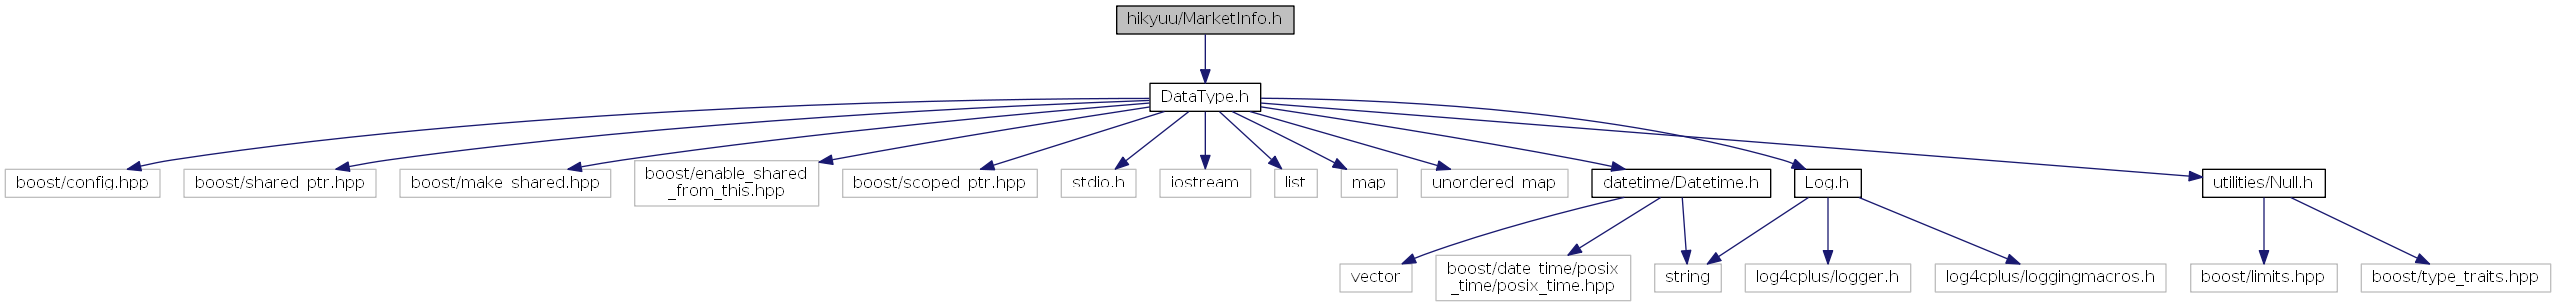 hikyuu/MarketInfo.h
DataType.h
boost/config.hpp
boost/shared_ptr.hpp
boost/make_shared.hpp
boost/enable_shared
_from_this.hpp
boost/scoped_ptr.hpp
stdio.h
iostream
list
map
unordered_map
datetime/Datetime.h
Log.h
utilities/Null.h
vector
boost/date_time/posix
_time/posix_time.hpp
string
log4cplus/logger.h
log4cplus/loggingmacros.h
boost/limits.hpp
boost/type_traits.hpp